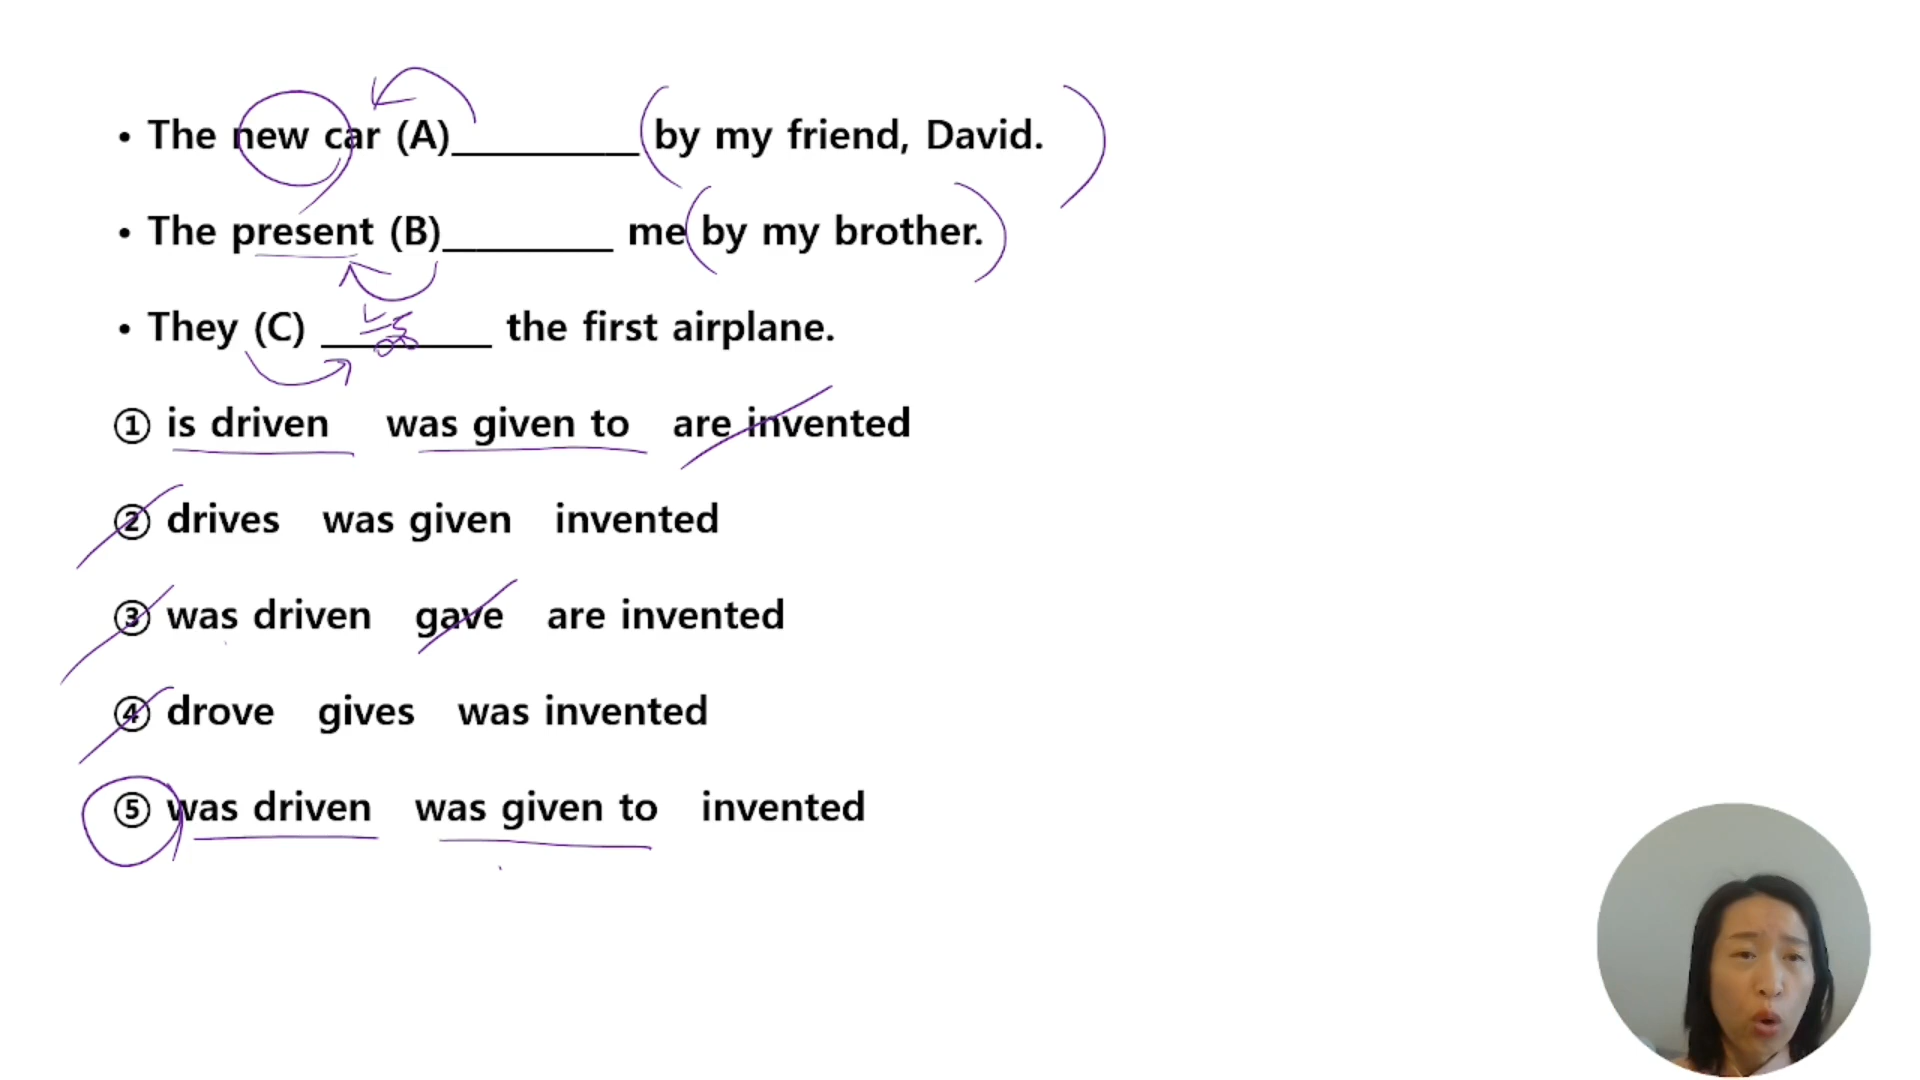 • The new car (A)_________ by my friend, David.
• The present (B)________ me by my brother.
• They (C) ________ the first airplane.
① is driven was given to are invented
② drives was given invented
③ was driven gave are invented
④ drove gives was invented
⑤ was driven was given to invented